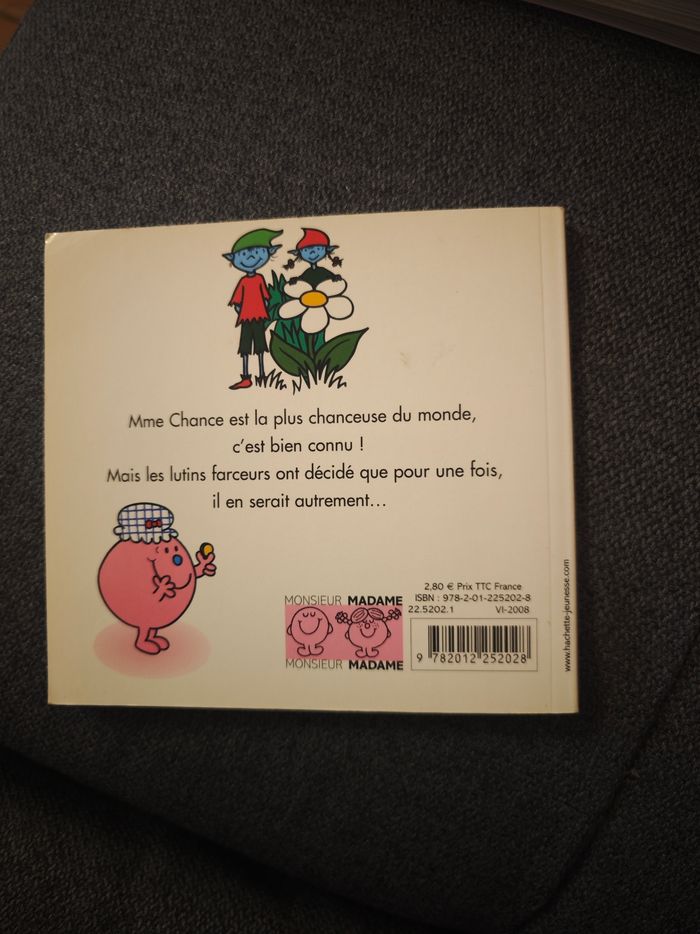 Mme Chance est la plus chanceuse du monde,
c'est bien connu !
Mais les lutins farceurs ont décidé que pour une fois,
il en serait autrement...
2,80 € Prix TTC France
ISBN : 978-2-01-225202-8
22.5202.1 VI-2008
MONSIEUR MADAME
MONSIEUR MADAME
9 782012 252028
www.hachette-jeunesse.com